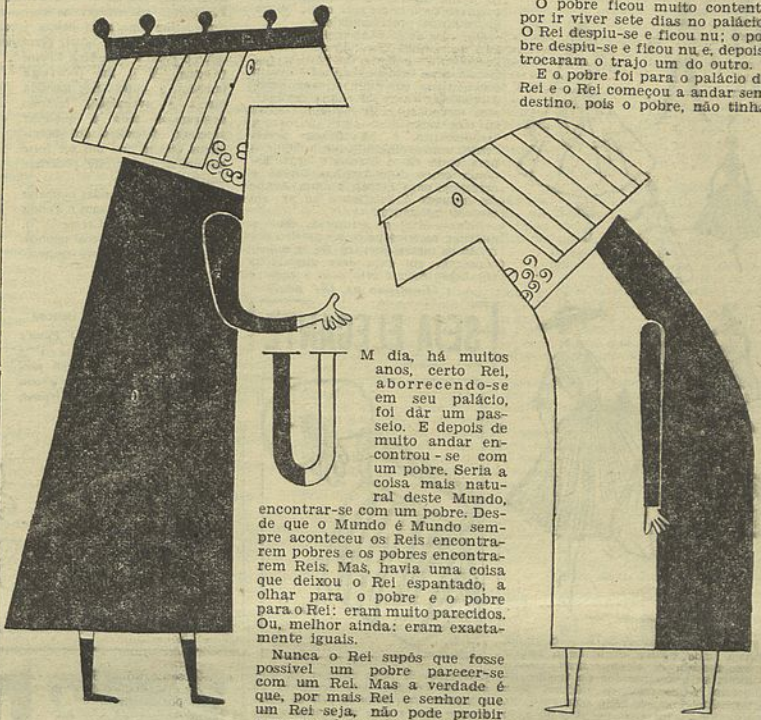 UM dia, há muitos
anos, certo Rei,
aborrecendo-se
em seu palácio,
foi dar um pas-
seio. E depois de
muito andar en-
controu-se com
um pobre. Seria a
coisa mais natu-
ral deste Mundo,
encontrar-se com um pobre. Des-
de que o Mundo é Mundo sem-
pre aconteceu os Reis encontra-
rem pobres e os pobres encontra-
rem Reis. Mas, havia uma coisa
que deixou o Rei espantado, a
olhar para o pobre e o pobre
para o Rei: eram muito parecidos.
Ou, melhor ainda: eram exacta-
mente iguais.
Nunca o Rei supôs que fosse
possivel um pobre parecer-se
com um Rei. Mas a verdade é
que, por mais Rei e senhor que
um Rei seja, não pode proibir
O pobre ficou muito content
por ir viver sete dias no palácio
O Rei despiu-se e ficou nu; o po
bre despiu-se e ficou nu e, depois
trocaram o trajo um do outro.
E o pobre foi para o palácio d
Rei e o Rei começou a andar sem
destino, pois o pobre, não tinha